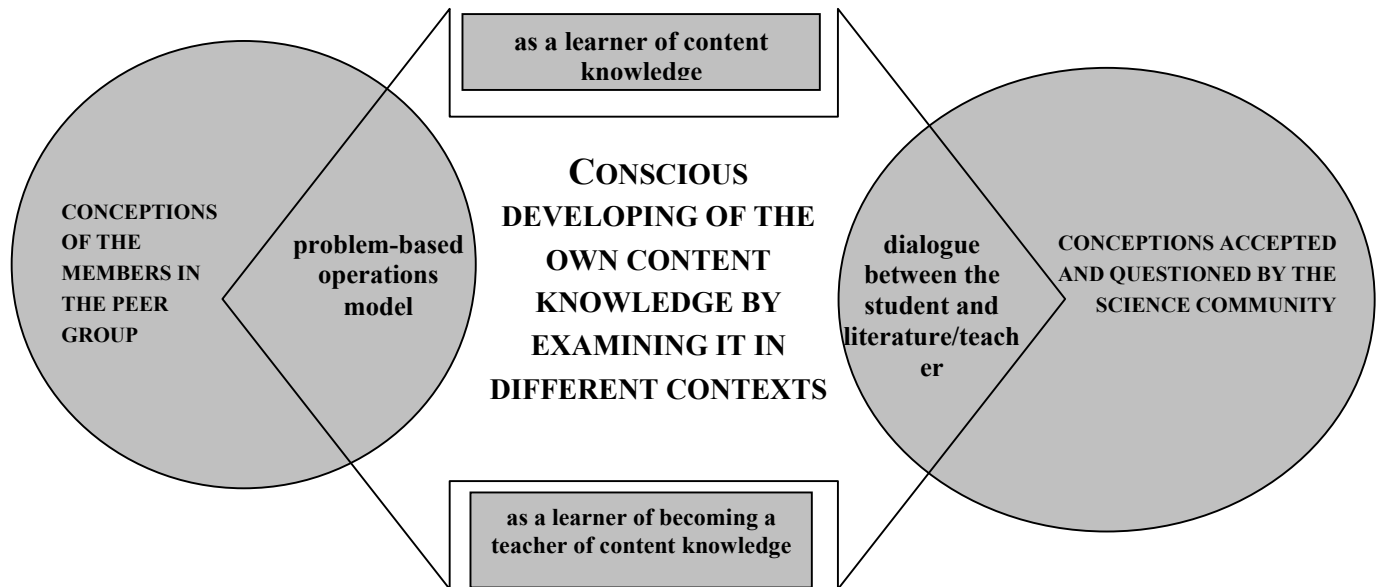 as a learner of content
knowledge
CONCEPTIONS
OF THE
MEMBERS IN
THE PEER
GROUP
problem-based
operations
model
CONSCIOUS
DEVELOPING OF THE
OWN CONTENT
KNOWLEDGE BY
EXAMINING IT IN
DIFFERENT CONTEXTS
dialogue
between the
student and
literature/teach
er
CONCEPTIONS ACCEPTED
AND QUESTIONED BY THE
SCIENCE COMMUNITY
as a learner of becoming a
teacher of content knowledge